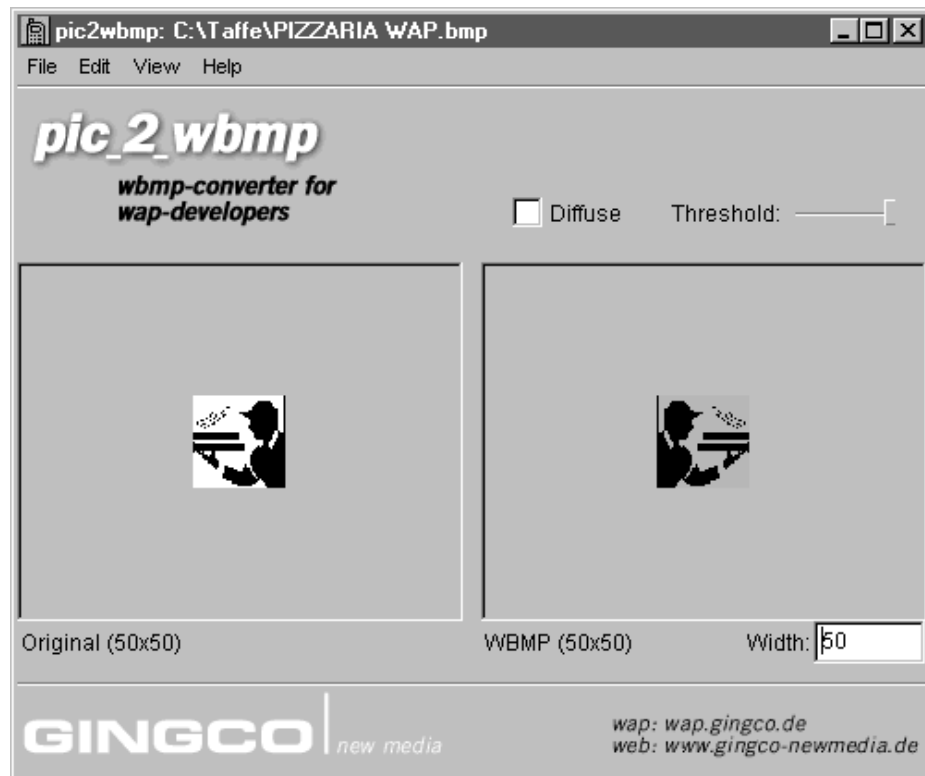 pic2wbmp: C:\Taffe\PIZZARIA WAP.bmp
File Edit View Help
pic_2_wbmp
wbmp-converter for
wap-developers
Diffuse Threshold:
Original (50x50)
WBMP (50x50)
Width: 50
GINGCO new media
wap: wap.gingco.de
web: www.gingco-newmedia.de